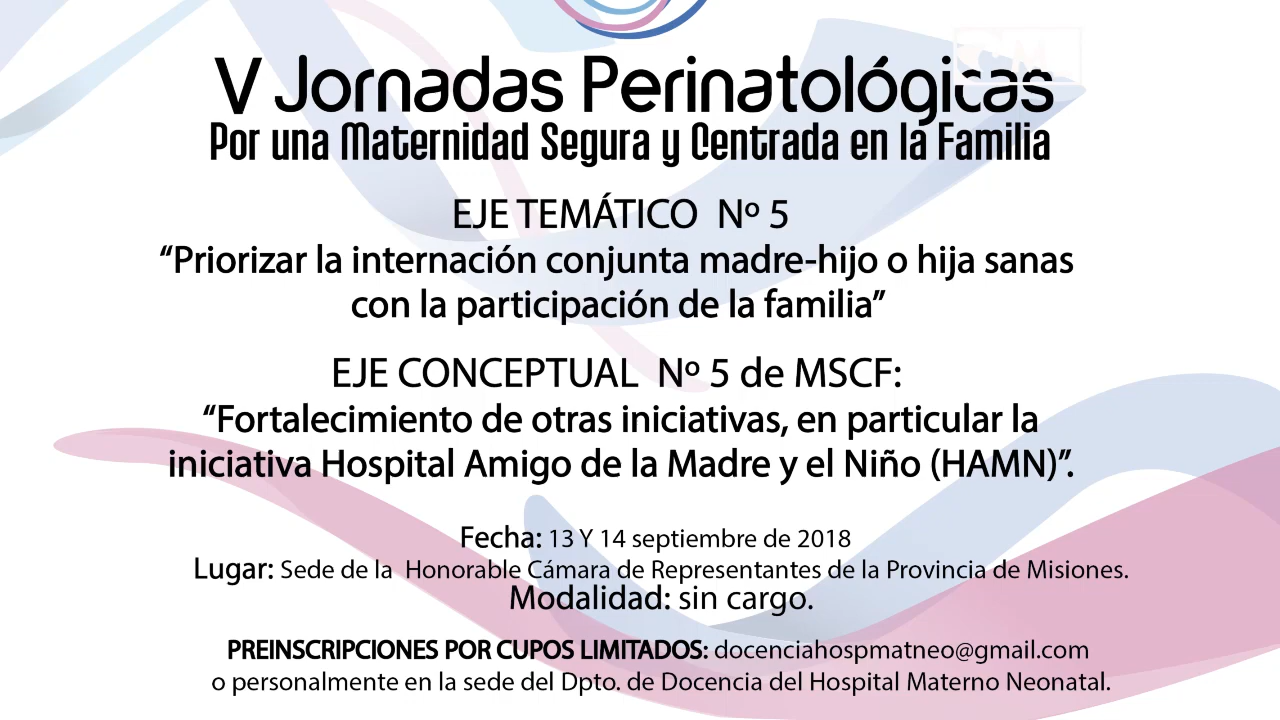 V Jornadas Perinatológicas
Por una Maternidad Segura y Centrada en la Familia
EJE TEMÁTICO Nº 5
“Priorizar la internación conjunta madre-hijo o hija sanas
con la participación de la familia”
EJE CONCEPTUAL Nº 5 de MSCF:
“Fortalecimiento de otras iniciativas, en particular la
iniciativa Hospital Amigo de la Madre y el Niño (HAMN)”.
Fecha: 13 Y 14 septiembre de 2018
Lugar: Sede de la Honorable Cámara de Representantes de la Provincia de Misiones.
Modalidad: sin cargo.
PREINSCRIPCIONES POR CUPOS LIMITADOS: docenciahospmatneo@gmail.com
o personalmente en la sede del Dpto. de Docencia del Hospital Materno Neonatal.